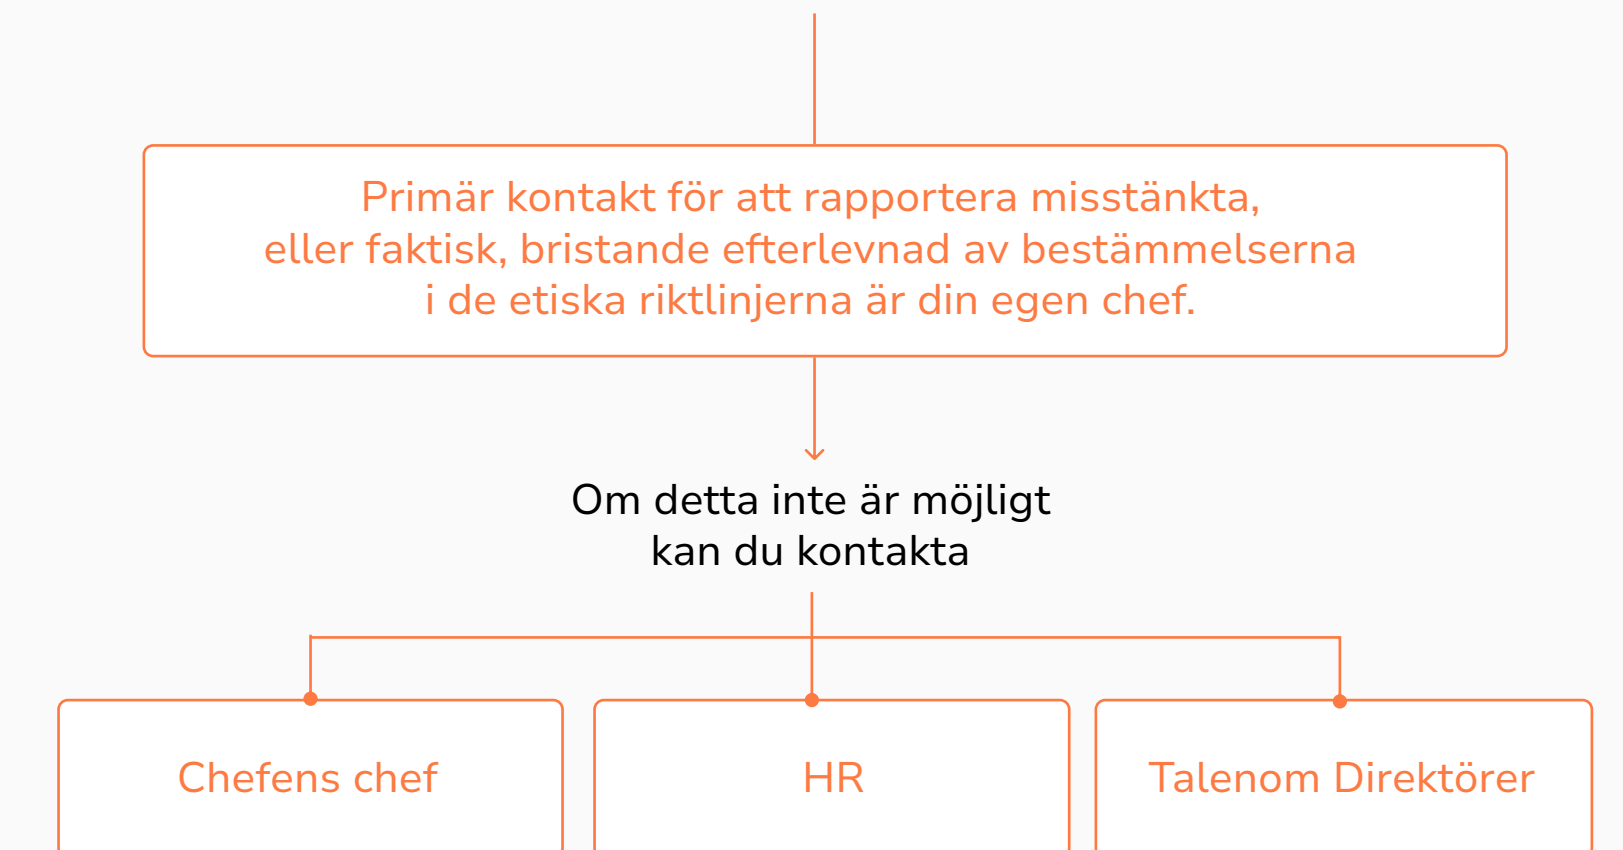 Primär kontakt för att rapportera misstänkta,
eller faktisk, bristande efterlevnad av bestämmelserna
i de etiska riktlinjerna är din egen chef.
Om detta inte är möjligt
kan du kontakta
Chefens chef
HR
Talenom Direktörer